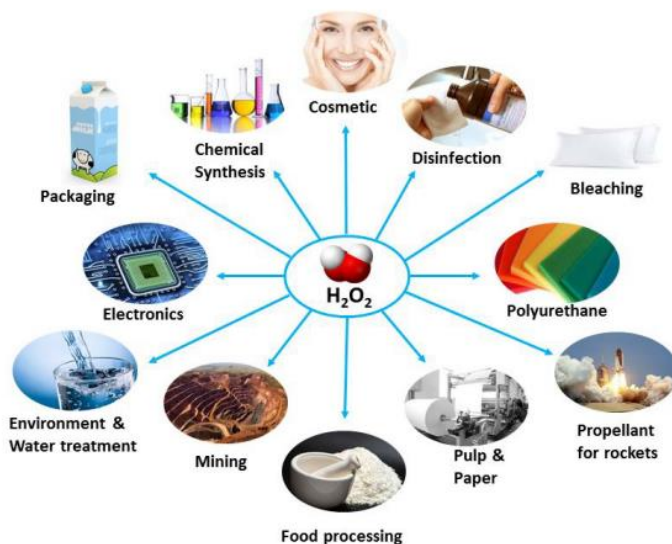 Cosmetic
Chemical
Synthesis
Disinfection
Packaging
Bleaching
Electronics
H₂O₂
Polyurethane
Environment &
Water treatment
Mining
Pulp &
Paper
Propellant
for rockets
Food processing